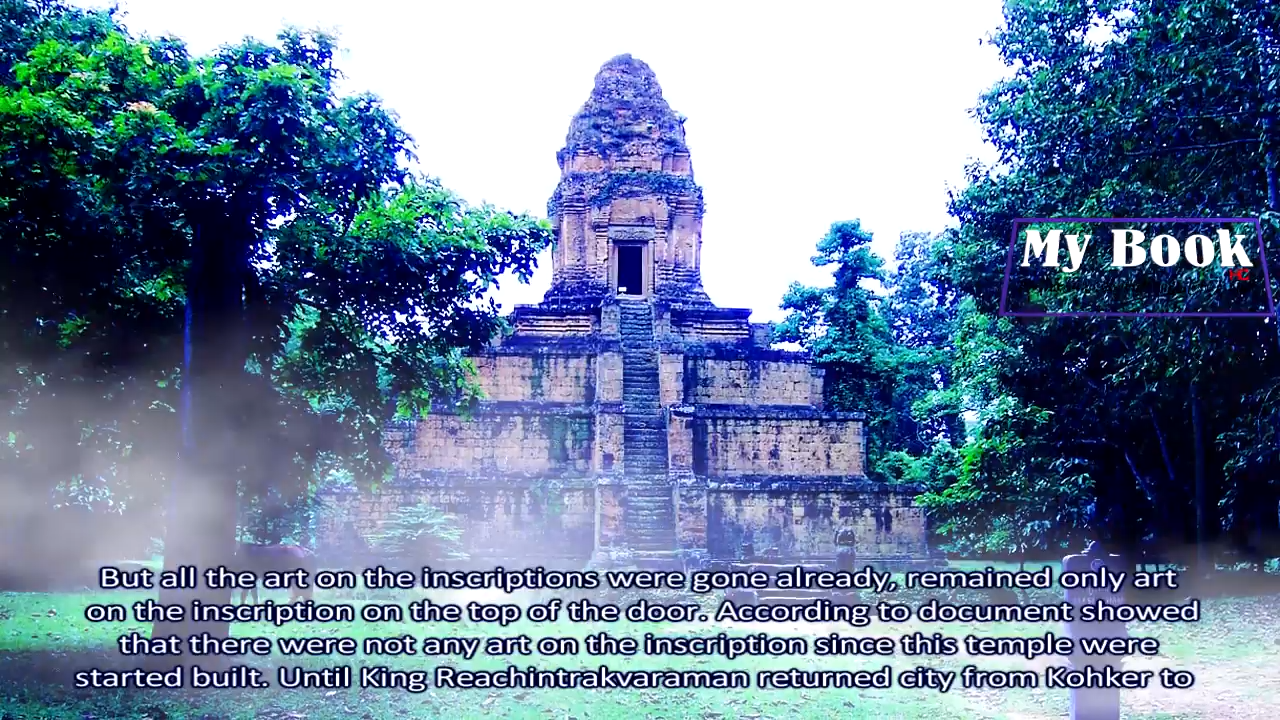 My Book
HC
But all the art on the inscriptions were gone already, remained only art
on the inscription on the top of the door. According to document showed
that there were not any art on the inscription since this temple were
started built. Until King Reachintrakvaraman returned city from Kohker to